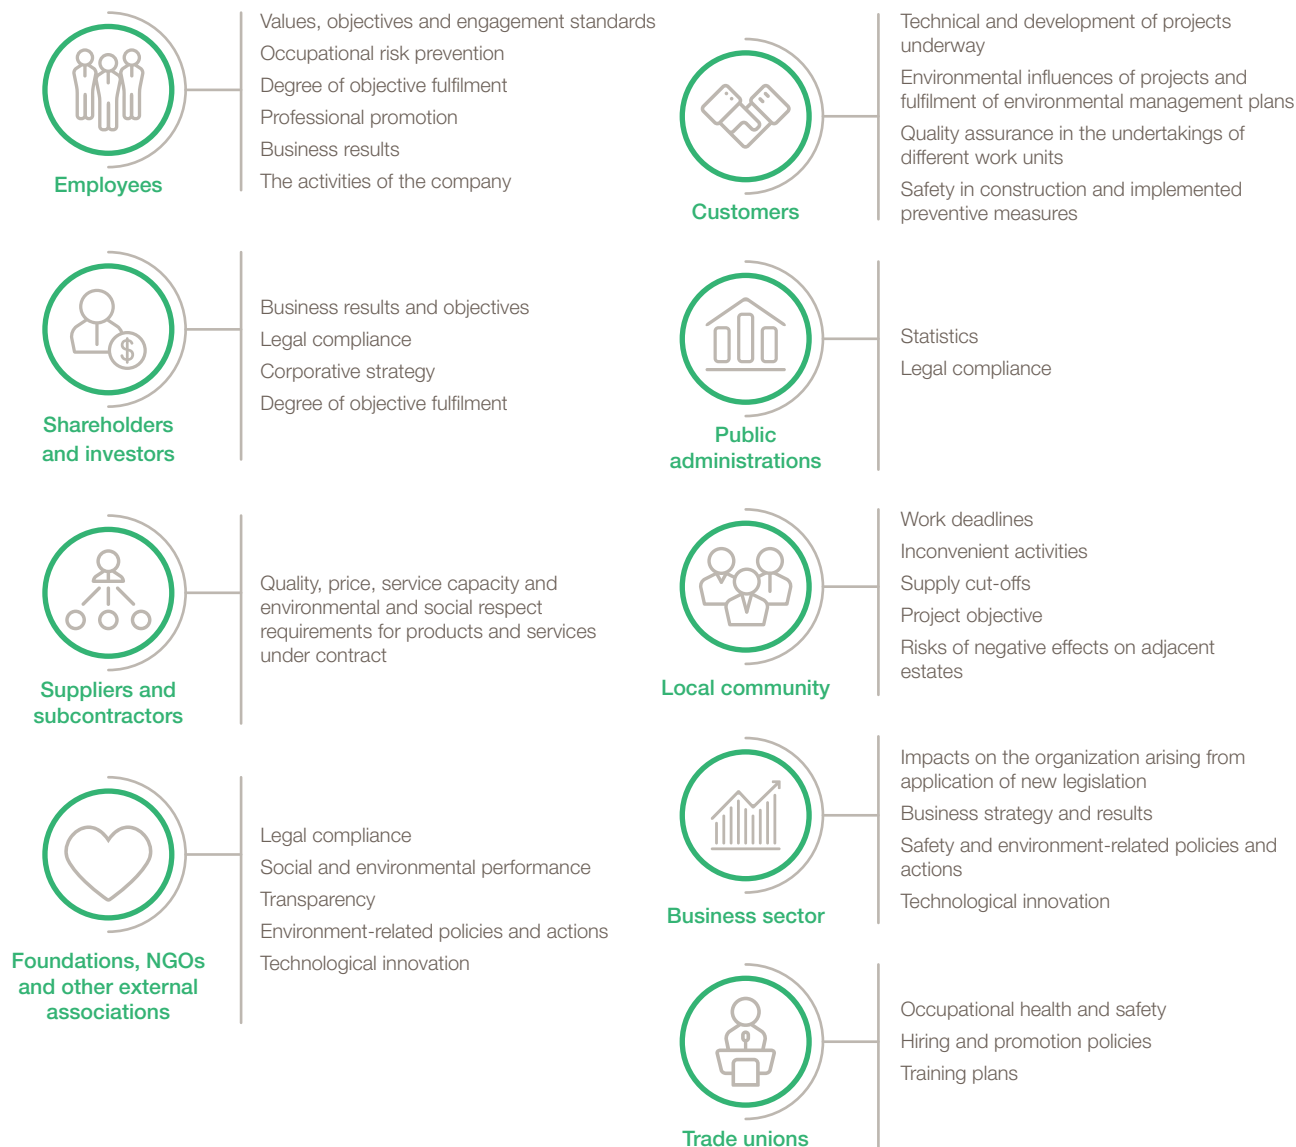 Values, objectives and engagement standards
Occupational risk prevention
Degree of objective fulfilment
Professional promotion
Business results
The activities of the company
Employees
Business results and objectives
Legal compliance
Corporative strategy
Degree of objective fulfilment
Shareholders
and investors
Quality, price, service capacity and
environmental and social respect
requirements for products and services
under contract
Suppliers and
subcontractors
Legal compliance
Social and environmental performance
Transparency
Environment-related policies and actions
Technological innovation
Foundations, NGOs
and other external
associations
Technical and development of projects
underway
Environmental influences of projects and
fulfilment of environmental management plans
Quality assurance in the undertakings of
different work units
Safety in construction and implemented
preventive measures
Customers
Statistics
Legal compliance
Public
administrations
Work deadlines
Inconvenient activities
Supply cut-offs
Project objective
Risks of negative effects on adjacent
estates
Local community
Impacts on the organization arising from
application of new legislation
Business strategy and results
Safety and environment-related policies and
actions
Technological innovation
Business sector
Occupational health and safety
Hiring and promotion policies
Training plans
Trade unions